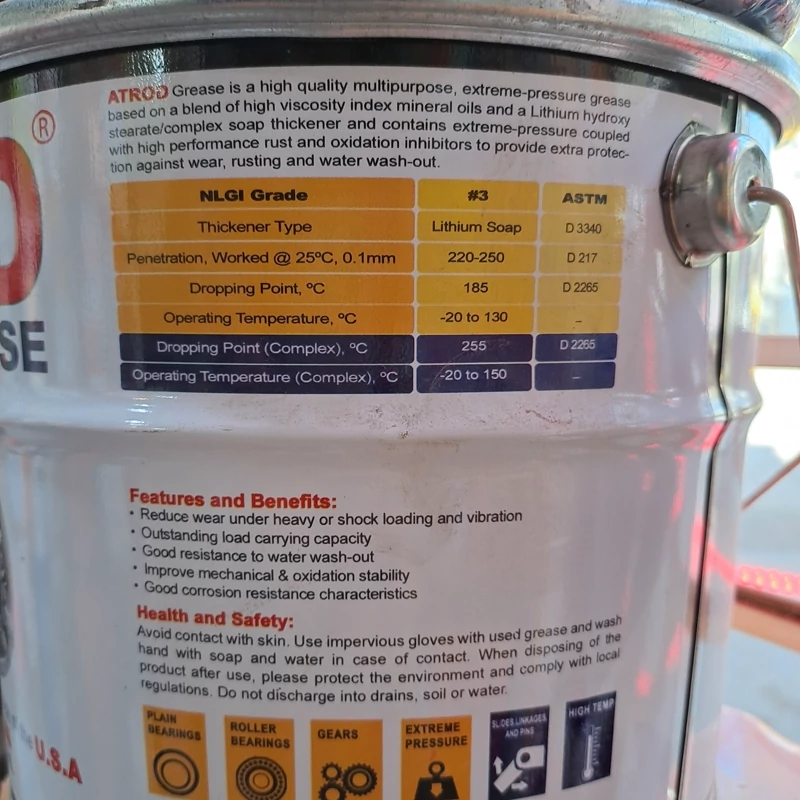 ATROD Grease is a high quality multipurpose, extreme-pressure grease
based on a blend of high viscosity index mineral oils and a Lithium hydroxy
stearate/complex soap thickener and contains extreme-pressure coupled
with high performance rust and oxidation inhibitors to provide extra protec-
tion against wear, rusting and water wash-out.
®
SE
NLGI Grade #3 ASTM
Thickener Type Lithium Soap D 3340
Penetration, Worked @ 25ºC, 0.1mm 220-250 D 217
Dropping Point, ºC 185 D 2265
Operating Temperature, ºC -20 to 130 –
Dropping Point (Complex), ºC 255 D 2265
Operating Temperature (Complex), ºC -20 to 150 –
Features and Benefits:
• Reduce wear under heavy or shock loading and vibration
• Outstanding load carrying capacity
• Good resistance to water wash-out
• Improve mechanical & oxidation stability
• Good corrosion resistance characteristics
Health and Safety:
Avoid contact with skin. Use impervious gloves with used grease and wash
hand with soap and water in case of contact. When disposing of the
product after use, please protect the environment and comply with local
regulations. Do not discharge into drains, soil or water.
PLAIN
BEARINGS
ROLLER
BEARINGS
GEARS
EXTREME
PRESSURE
SLIDES, LINKAGES,
AND PINS
HIGH TEMP
U.S.A